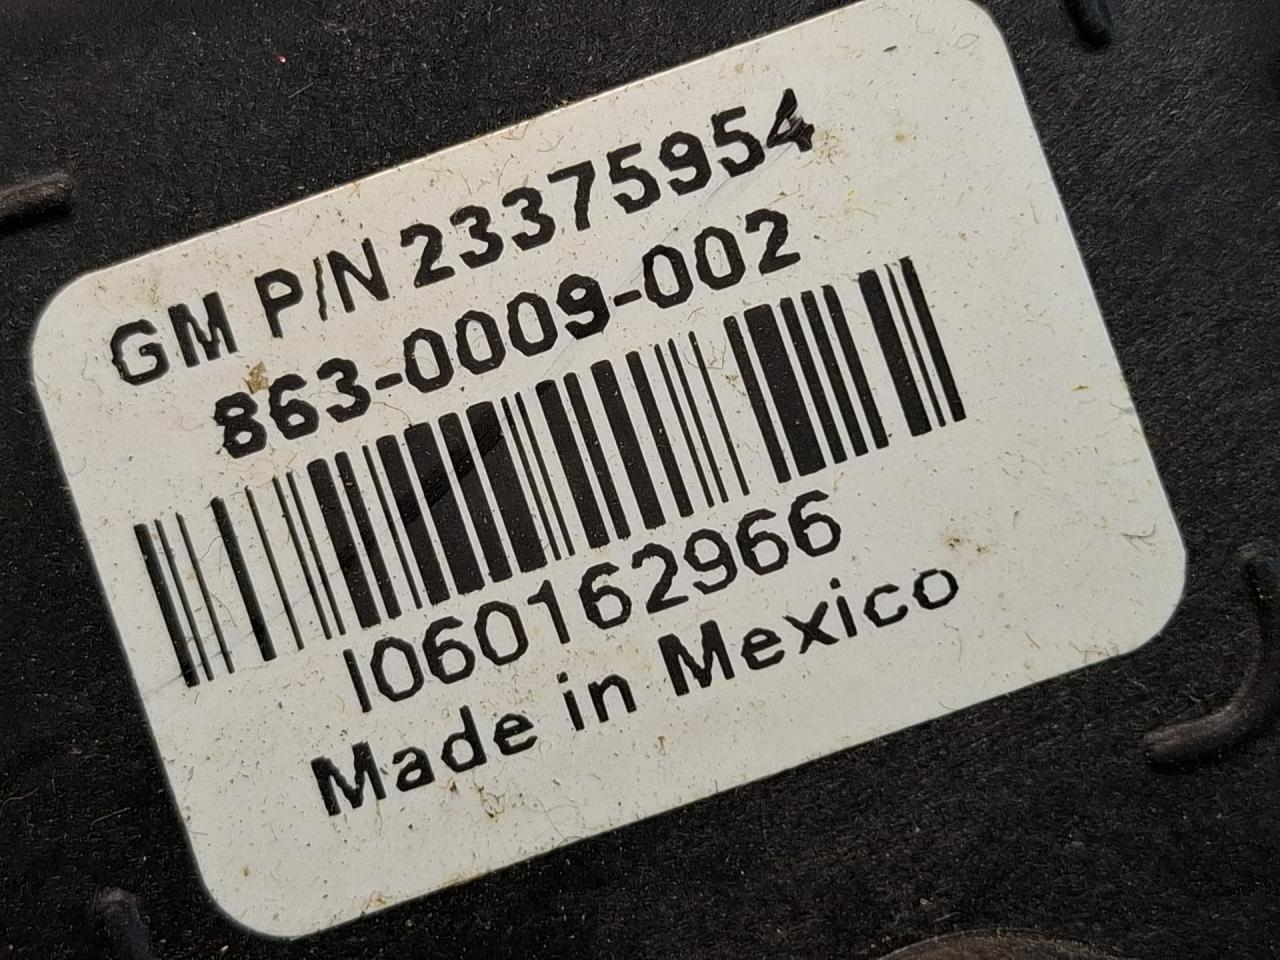 GM P/N 23375954
863-0009-002
I060162966
Made in Mexico